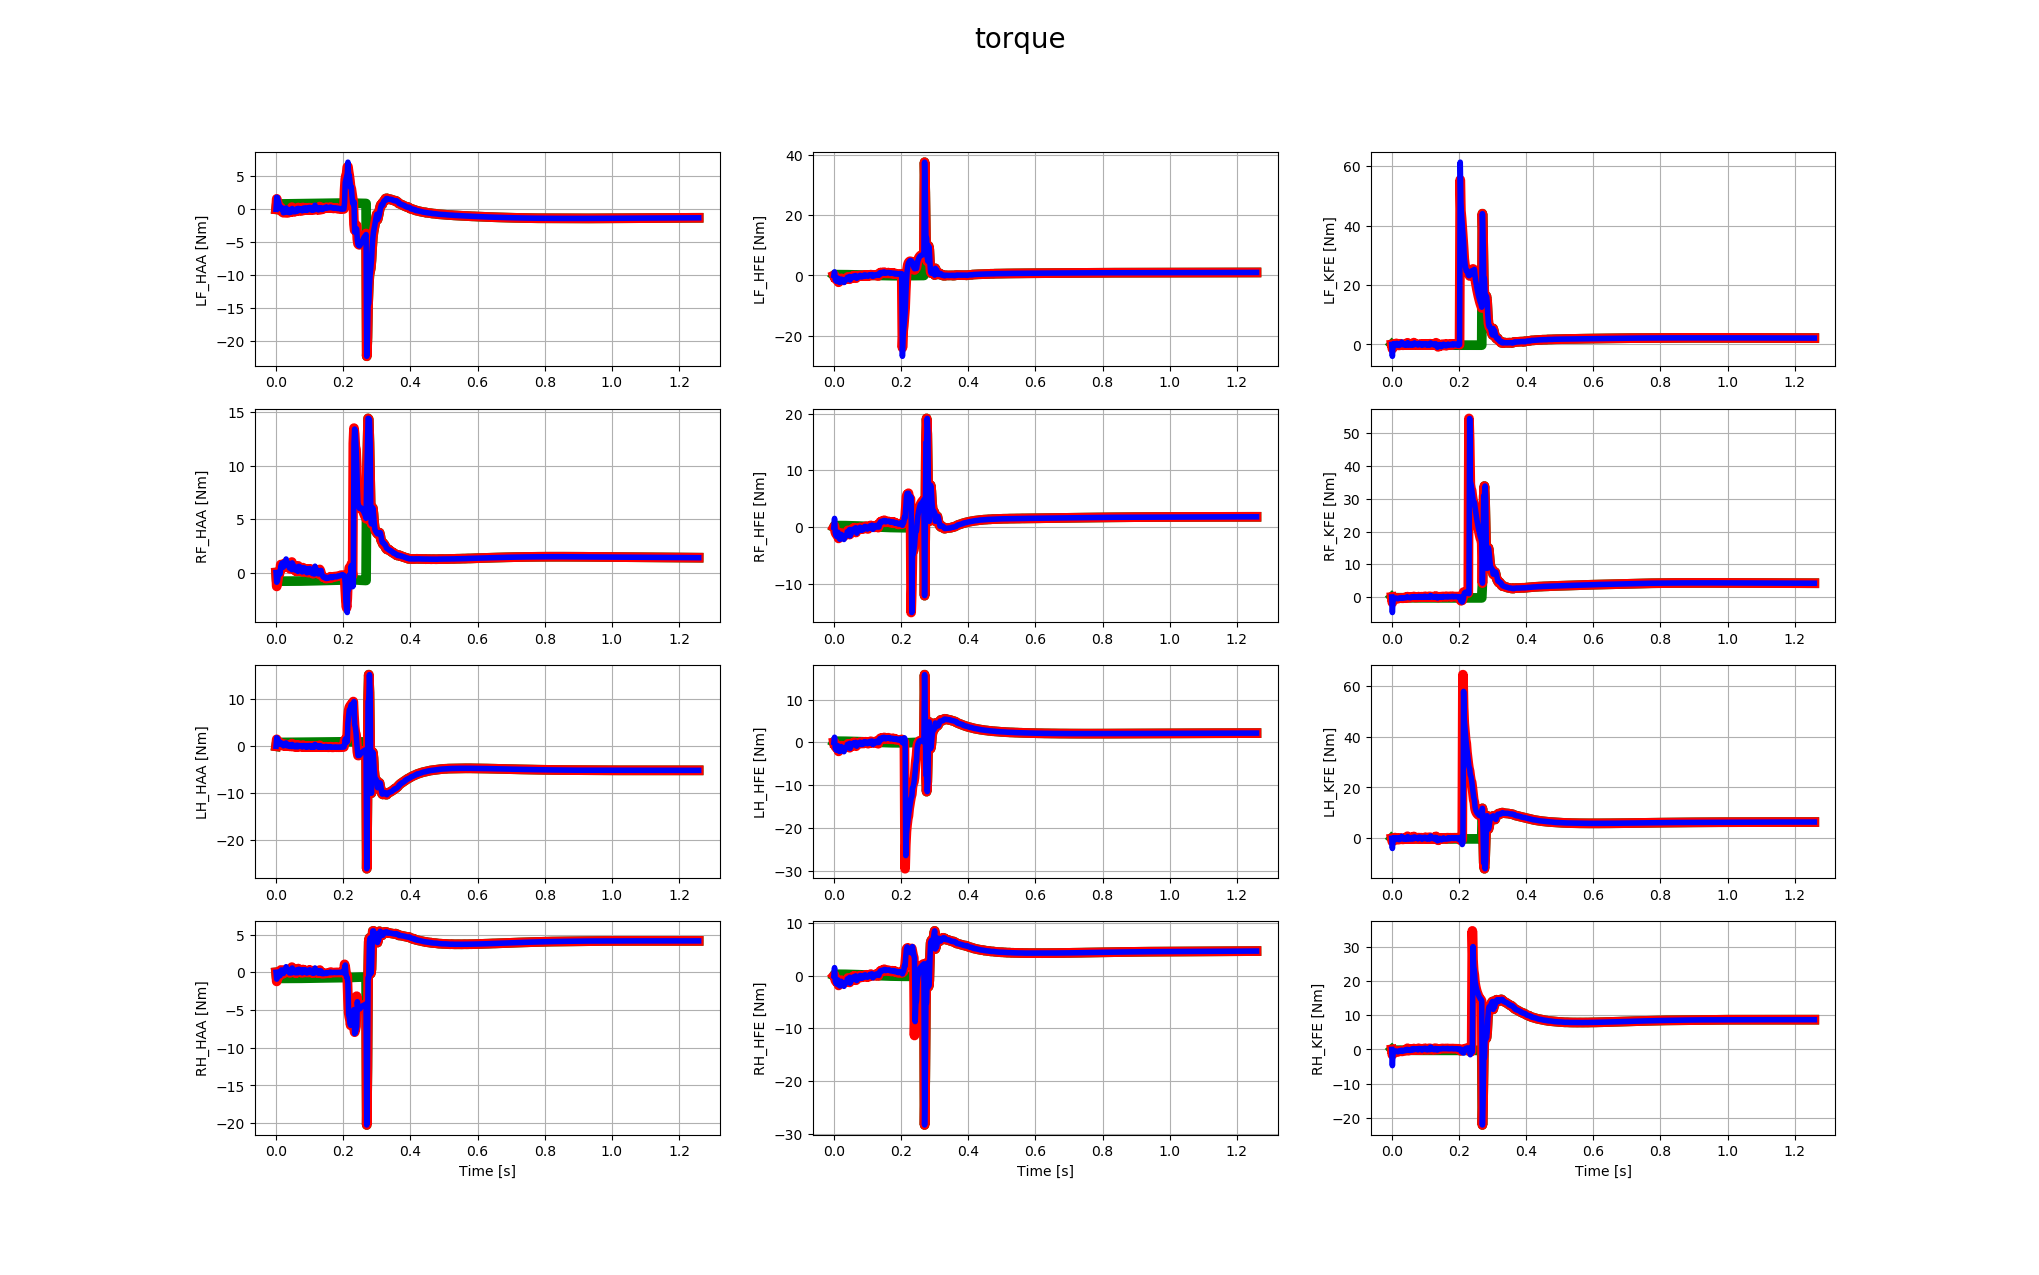 torque
LF_HAA [Nm]
5
0
−5
−10
−15
−20
0.0 0.2 0.4 0.6 0.8 1.0 1.2
LF_HFE [Nm]
40
20
0
−20
0.0 0.2 0.4 0.6 0.8 1.0 1.2
LF_KFE [Nm]
60
40
20
0
0.0 0.2 0.4 0.6 0.8 1.0 1.2
RF_HAA [Nm]
15
10
5
0
0.0 0.2 0.4 0.6 0.8 1.0 1.2
RF_HFE [Nm]
20
10
0
−10
0.0 0.2 0.4 0.6 0.8 1.0 1.2
RF_KFE [Nm]
50
40
30
20
10
0
0.0 0.2 0.4 0.6 0.8 1.0 1.2
LH_HAA [Nm]
10
0
−10
−20
0.0 0.2 0.4 0.6 0.8 1.0 1.2
LH_HFE [Nm]
10
0
−10
−20
−30
0.0 0.2 0.4 0.6 0.8 1.0 1.2
LH_KFE [Nm]
60
40
20
0
0.0 0.2 0.4 0.6 0.8 1.0 1.2
RH_HAA [Nm]
5
0
−5
−10
−15
−20
0.0 0.2 0.4 0.6 0.8 1.0 1.2
Time [s]
RH_HFE [Nm]
10
0
−10
−20
−30
0.0 0.2 0.4 0.6 0.8 1.0 1.2
Time [s]
RH_KFE [Nm]
30
20
10
0
−10
−20
0.0 0.2 0.4 0.6 0.8 1.0 1.2
Time [s]